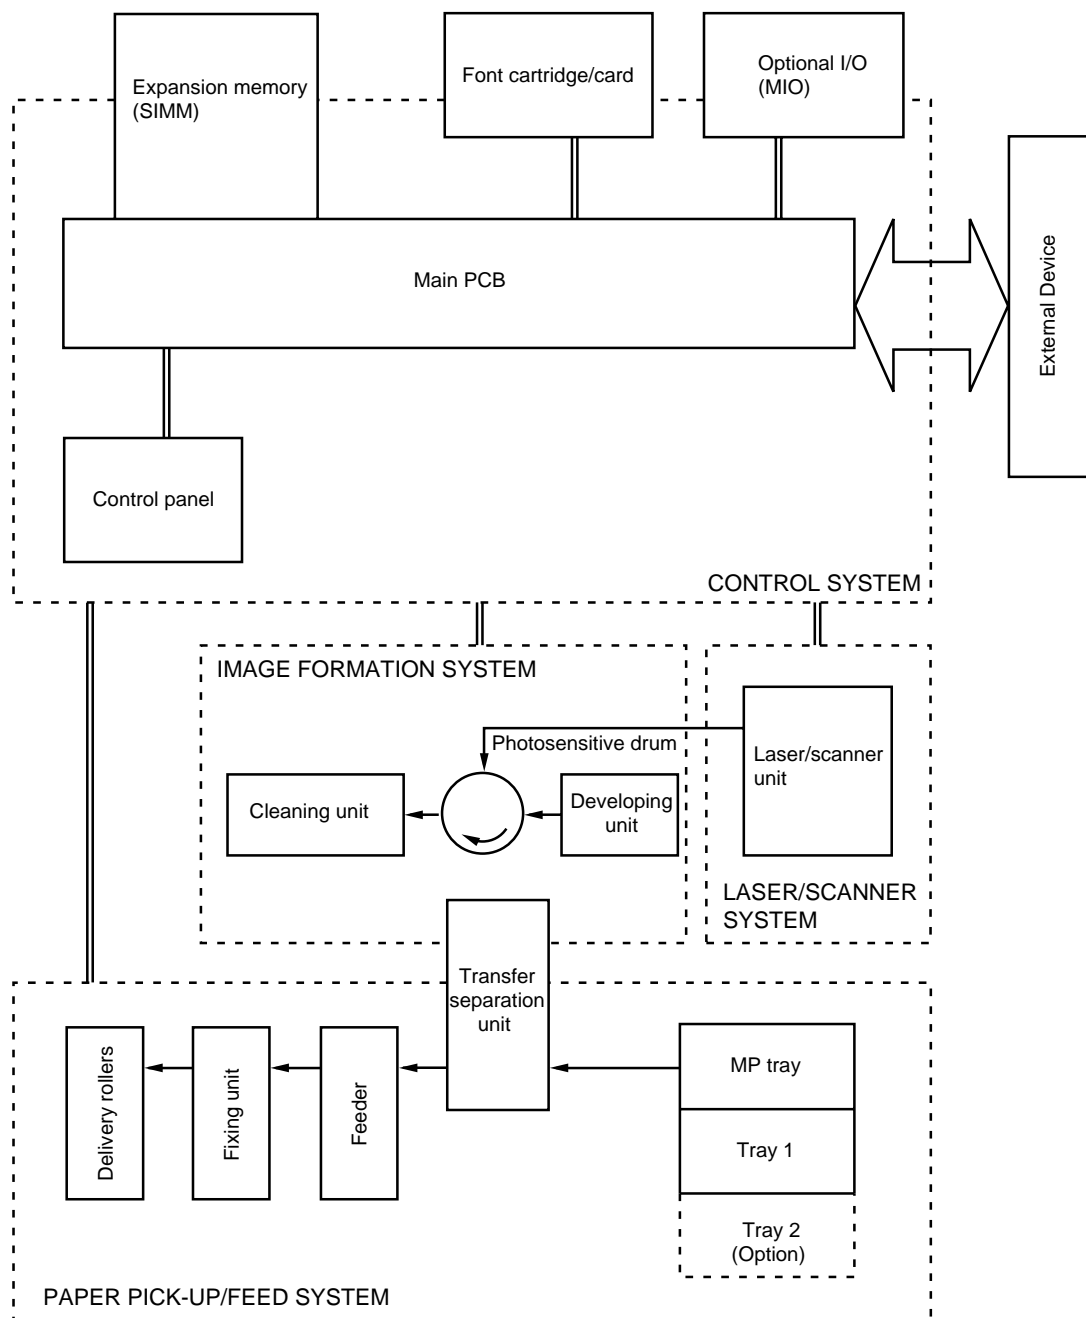 Expansion memory
(SIMM)
Font cartridge/card
Optional I/O
(MIO)
Main PCB
External Device
Control panel
CONTROL SYSTEM
IMAGE FORMATION SYSTEM
Photosensitive drum
Laser/scanner
unit
Cleaning unit
Developing
unit
LASER/SCANNER
SYSTEM
Transfer
separation
unit
Delivery rollers
Fixing unit
Feeder
MP tray
Tray 1
Tray 2
(Option)
PAPER PICK-UP/FEED SYSTEM